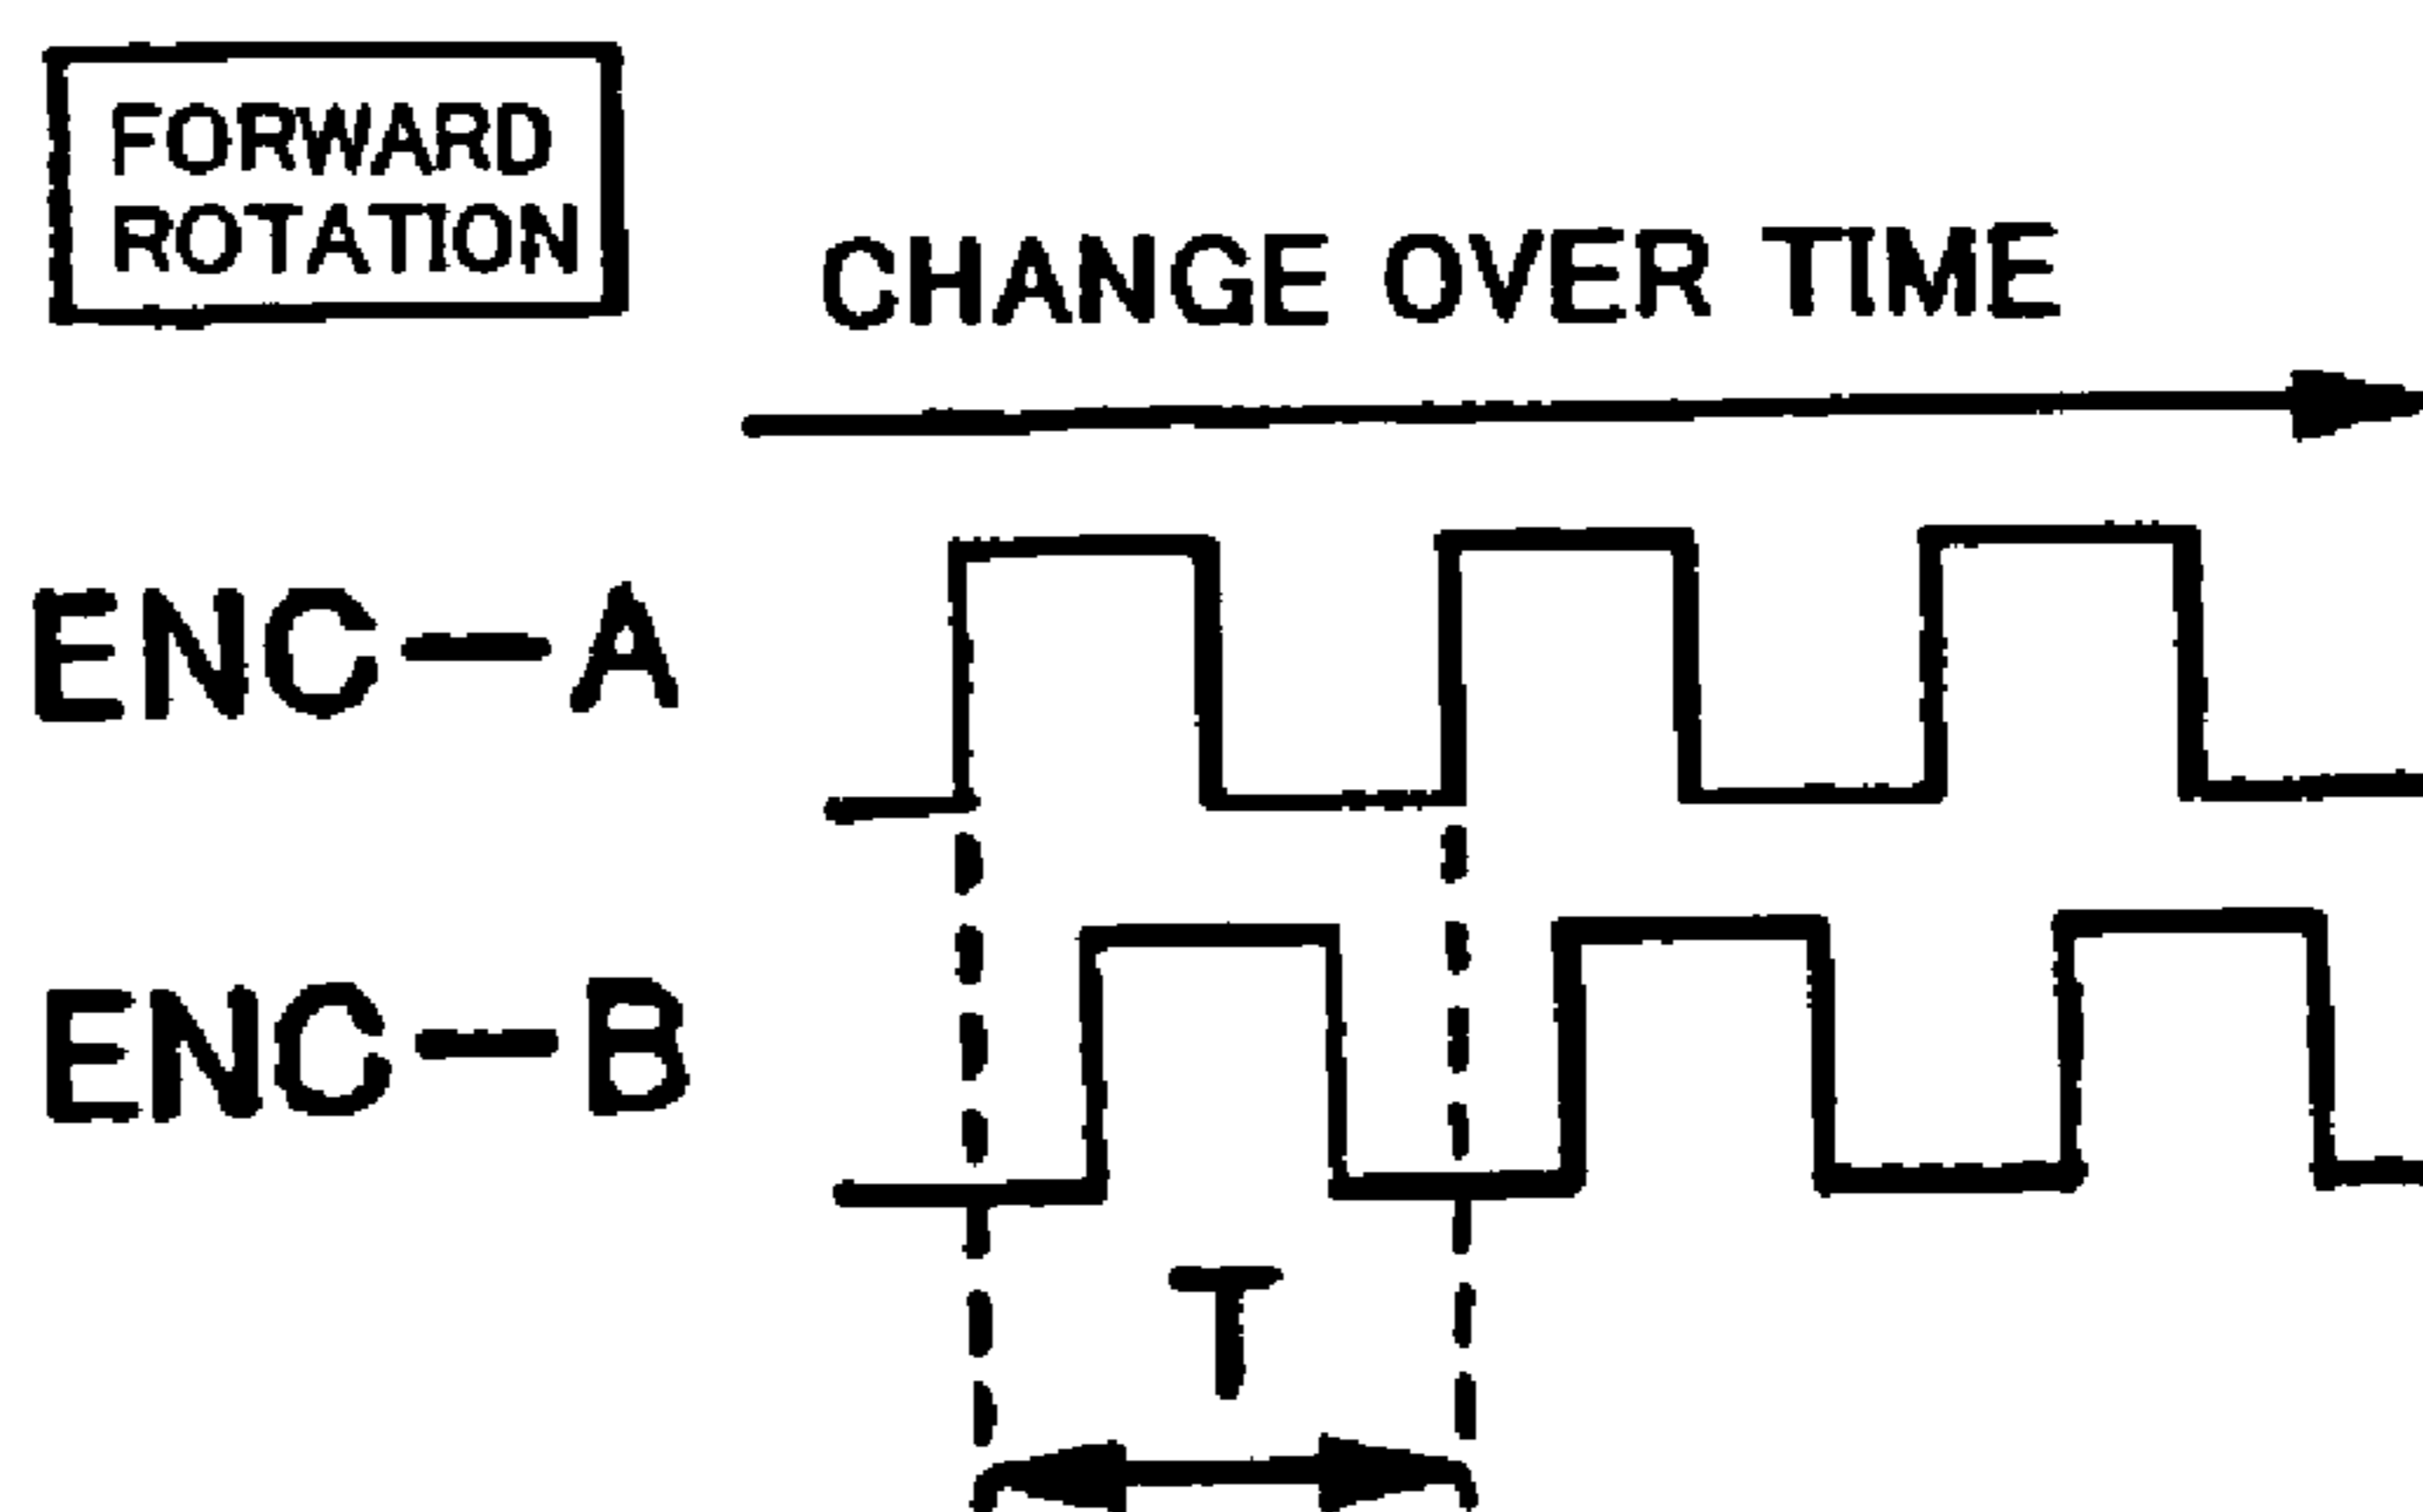 FORWARD
ROTATION
CHANGE OVER TIME
ENC-A
ENC-B
T